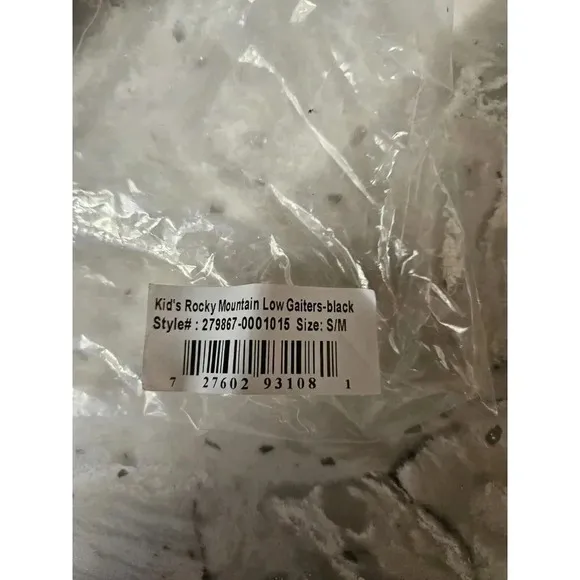 Kid's Rocky Mountain Low Gaiters-black
Style# : 279867-0001015 Size: S/M
7 27602 93108 1